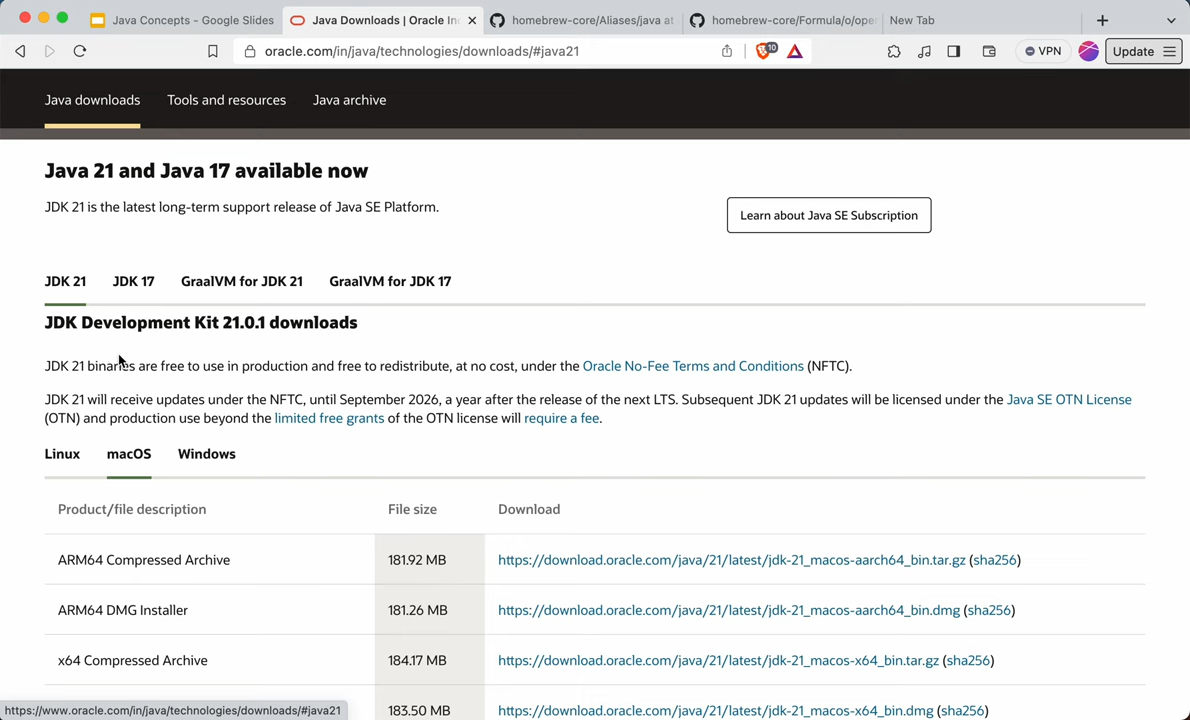 Java Concepts - Google Slides
Java Downloads | Oracle In
homebrew-core/Aliases/java at
homebrew-core/Formula/o/open
New Tab
oracle.com/in/java/technologies/downloads/#java21
10
VPN
Update
Java downloads
Tools and resources
Java archive
Java 21 and Java 17 available now
JDK 21 is the latest long-term support release of Java SE Platform.
Learn about Java SE Subscription
JDK 21
JDK 17
GraalVM for JDK 21
GraalVM for JDK 17
JDK Development Kit 21.0.1 downloads
JDK 21 binaries are free to use in production and free to redistribute, at no cost, under the Oracle No-Fee Terms and Conditions (NFTC).
JDK 21 will receive updates under the NFTC, until September 2026, a year after the release of the next LTS. Subsequent JDK 21 updates will be licensed under the Java SE OTN License
(OTN) and production use beyond the limited free grants of the OTN license will require a fee.
Linux
macOS
Windows
Product/file description
File size
Download
ARM64 Compressed Archive
181.92 MB
https://download.oracle.com/java/21/latest/jdk-21_macos-aarch64_bin.tar.gz (sha256)
ARM64 DMG Installer
181.26 MB
https://download.oracle.com/java/21/latest/jdk-21_macos-aarch64_bin.dmg (sha256)
x64 Compressed Archive
184.17 MB
https://download.oracle.com/java/21/latest/jdk-21_macos-x64_bin.tar.gz (sha256)
183.50 MB
https://download.oracle.com/java/21/latest/jdk-21_macos-x64_bin.dmg (sha256)
https://www.oracle.com/in/java/technologies/downloads/#java21